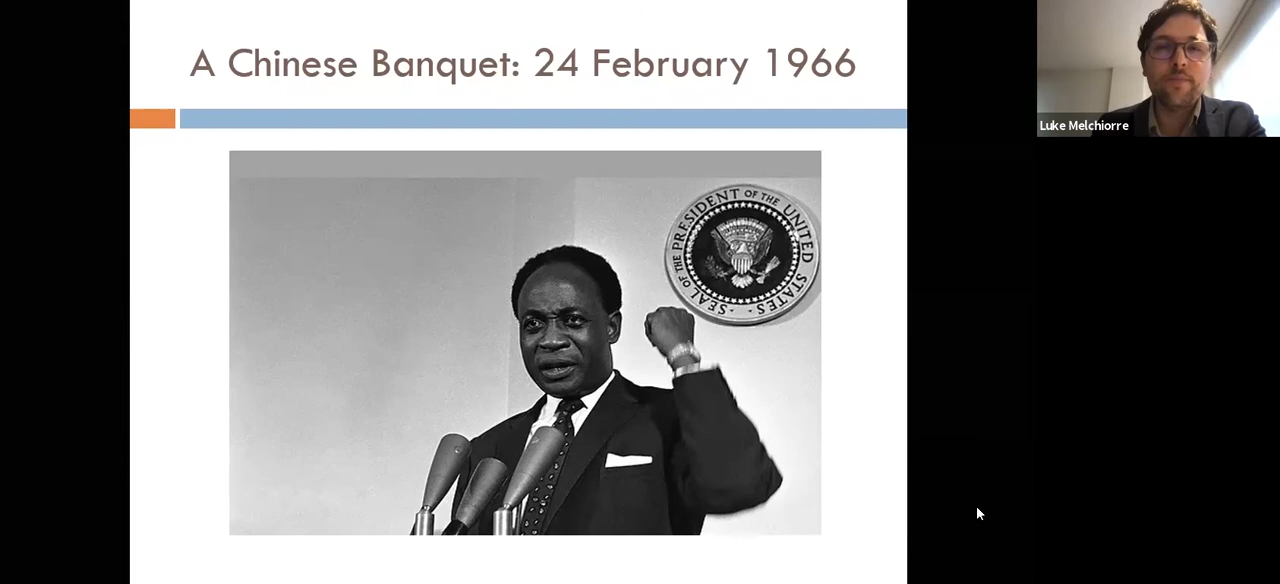 A Chinese Banquet: 24 February 1966
SEAL OF THE PRESIDENT OF THE UNITED STATES
Luke Melchiorre